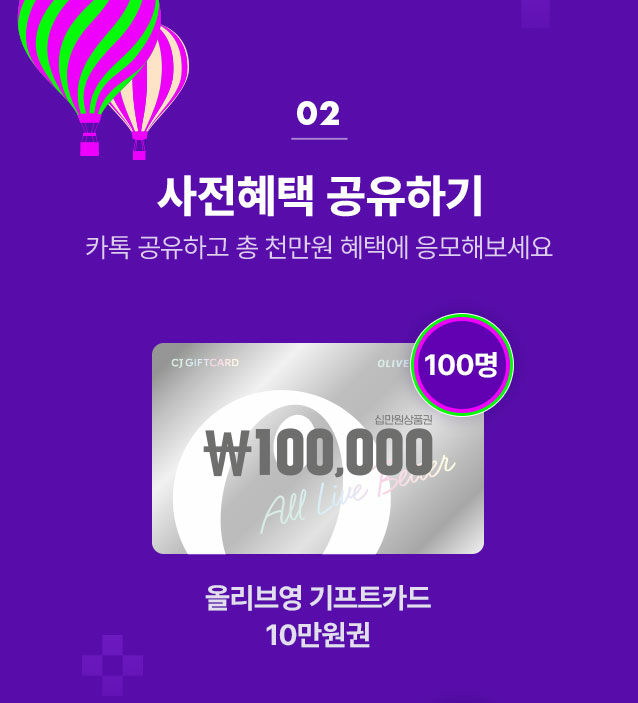 02
사전혜택 공유하기
카톡 공유하고 총 천만원 혜택에 응모해보세요
CJ GIFTCARD
OLIVE
100명
십만원상품권
₩100,000
All Live Better
올리브영 기프트카드
10만원권